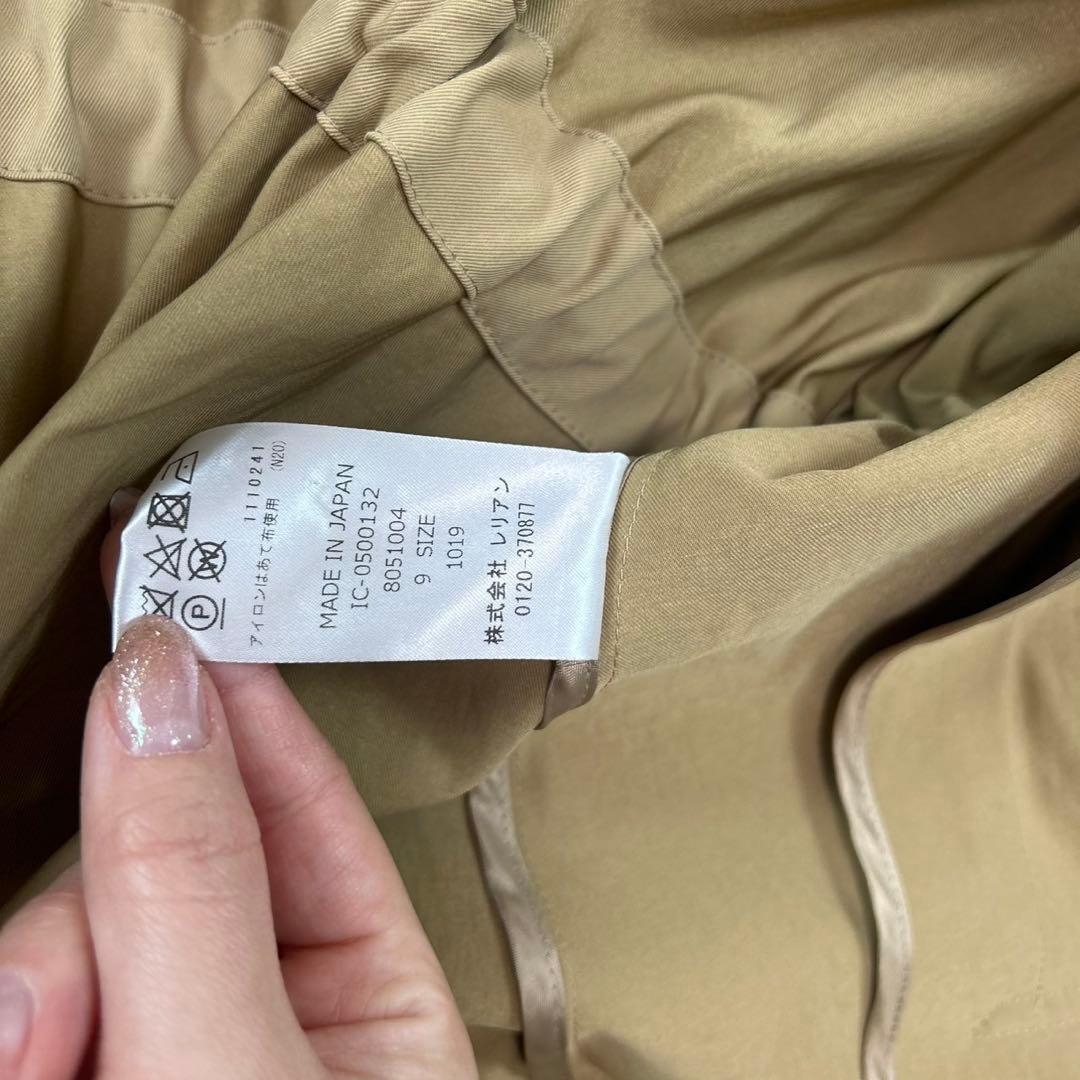 1110241
アイロンはあて布使用 (N20)
MADE IN JAPAN
IC-0500132
8051004
9 SIZE
1019
株式会社 レリアン
0120-370877
W
P